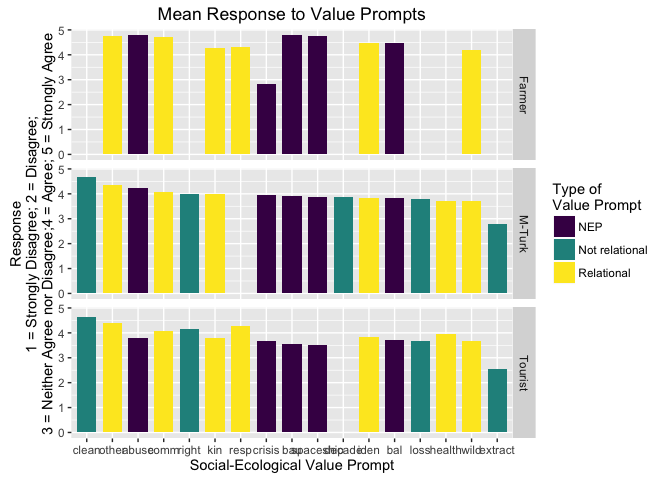 Mean Response to Value Prompts
Response
1 = Strongly Disagree; 2 = Disagree;
3 = Neither Agree nor Disagree;4 = Agree; 5 = Strongly Agree
5
4
3
2
1
0
Farmer
5
4
3
2
1
0
M-Turk
5
4
3
2
1
0
Tourist
clean other abuse comm right kin resp crisis bau spaceship decade iden bal loss health wild extract
Social-Ecological Value Prompt
Type of
Value Prompt
NEP
Not relational
Relational